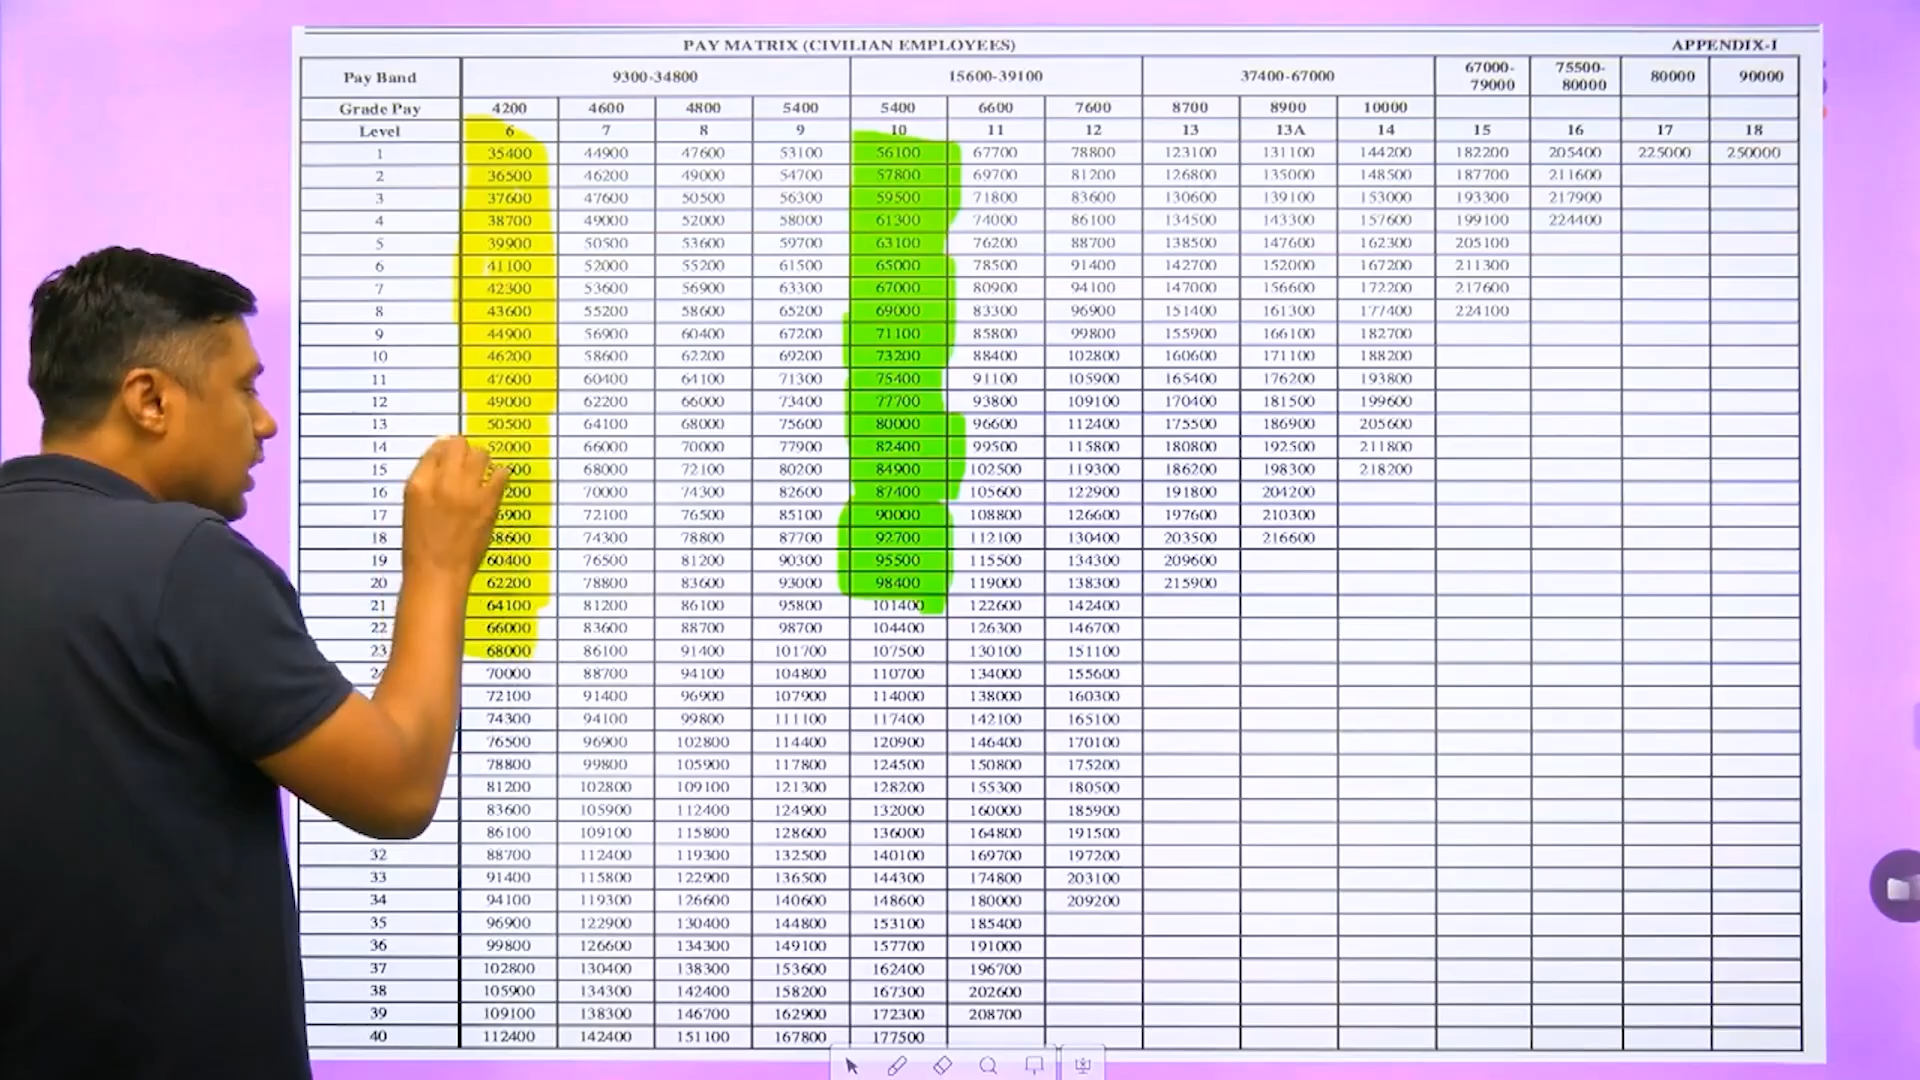 PAY MATRIX (CIVILIAN EMPLOYEES) APPENDIX-I
Pay Band 9300-34800 15600-39100 37400-67000 67000-79000 75500-80000 80000 90000
Grade Pay 4200 4600 4800 5400 5400 6600 7600 8700 8900 10000
Level 6 7 8 9 10 11 12 13 13A 14 15 16 17 18
1 35400 44900 47600 53100 56100 67700 78800 123100 131100 144200 182200 205400 225000 250000
2 36500 46200 49000 54700 57800 69700 81200 126800 135000 148500 187700 211600
3 37600 47600 50500 56300 59500 71800 83600 130600 139100 153000 193300 217900
4 38700 49000 52000 58000 61300 74000 86100 134500 143300 157600 199100 224400
5 39900 50500 53600 59700 63100 76200 88700 138500 147600 162300 205100
6 41100 52000 55200 61500 65000 78500 91400 142700 152000 167200 211300
7 42300 53600 56900 63300 67000 80900 94100 147000 156600 172200 217600
8 43600 55200 58600 65200 69000 83300 96900 151400 161300 177400 224100
9 44900 56900 60400 67200 71100 85800 99800 155900 166100 182700
10 46200 58600 62200 69200 73200 88400 102800 160600 171100 188200
11 47600 60400 64100 71300 75400 91100 105900 165400 176200 193800
12 49000 62200 66000 73400 77700 93800 109100 170400 181500 199600
13 50500 64100 68000 75600 80000 96600 112400 175500 186900 205600
14 52000 66000 70000 77900 82400 99500 115800 180800 192500 211800
15 68000 72100 80200 84900 102500 119300 186200 198300 218200
16 70000 74300 82600 87400 105600 122900 191800 204200
17 72100 76500 85100 90000 108800 126600 197600 210300
18 58600 74300 78800 87700 92700 112100 130400 203500 216600
19 60400 76500 81200 90300 95500 115500 134300 209600
20 62200 78800 83600 93000 98400 119000 138300 215900
21 64100 81200 86100 95800 101400 122600 142400
22 66000 83600 88700 98700 104400 126300 146700
23 68000 86100 91400 101700 107500 130100 151100
70000 88700 94100 104800 110700 134000 155600
72100 91400 96900 107900 114000 138000 160300
74300 94100 99800 111100 117400 142100 165100
76500 96900 102800 114400 120900 146400 170100
78800 99800 105900 117800 124500 150800 175200
81200 102800 109100 121300 128200 155300 180500
83600 105900 112400 124900 132000 160000 185900
86100 109100 115800 128600 136000 164800 191500
32 88700 112400 119300 132500 140100 169700 197200
33 91400 115800 122900 136500 144300 174800 203100
34 94100 119300 126600 140600 148600 180000 209200
35 96900 122900 130400 144800 153100 185400
36 99800 126600 134300 149100 157700 191000
37 102800 130400 138300 153600 162400 196700
38 105900 134300 142400 158200 167300 202600
39 109100 138300 146700 162900 172300 208700
40 112400 142400 151100 167800 177500